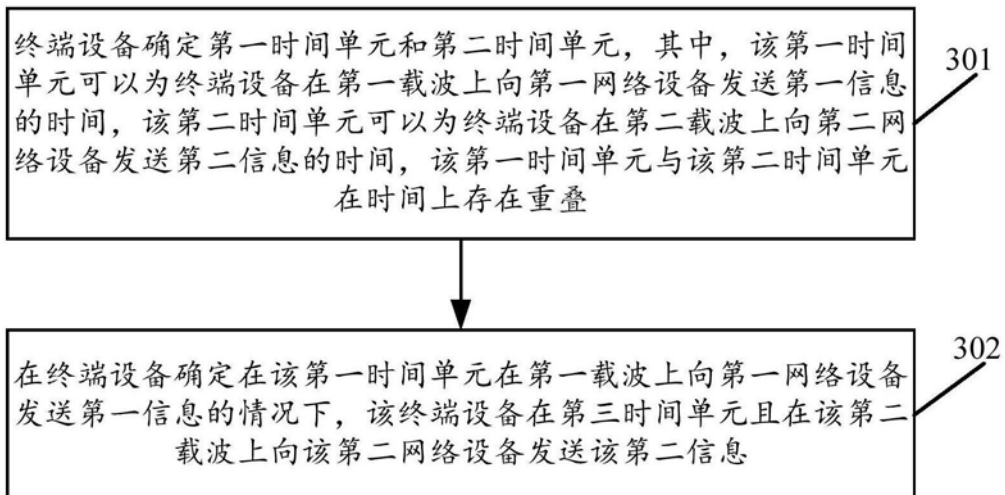 终端设备确定第一时间单元和第二时间单元，其中，该第一时间
单元可以为终端设备在第一载波上向第一网络设备发送第一信息
的时间，该第二时间单元可以为终端设备在第二载波上向第二网
络设备发送第二信息的时间，该第一时间单元与该第二时间单元
在时间上存在重叠
301
在终端设备确定在该第一时间单元在第一载波上向第一网络设备
发送第一信息的情况下，该终端设备在第三时间单元且在该第二
载波上向该第二网络设备发送该第二信息
302